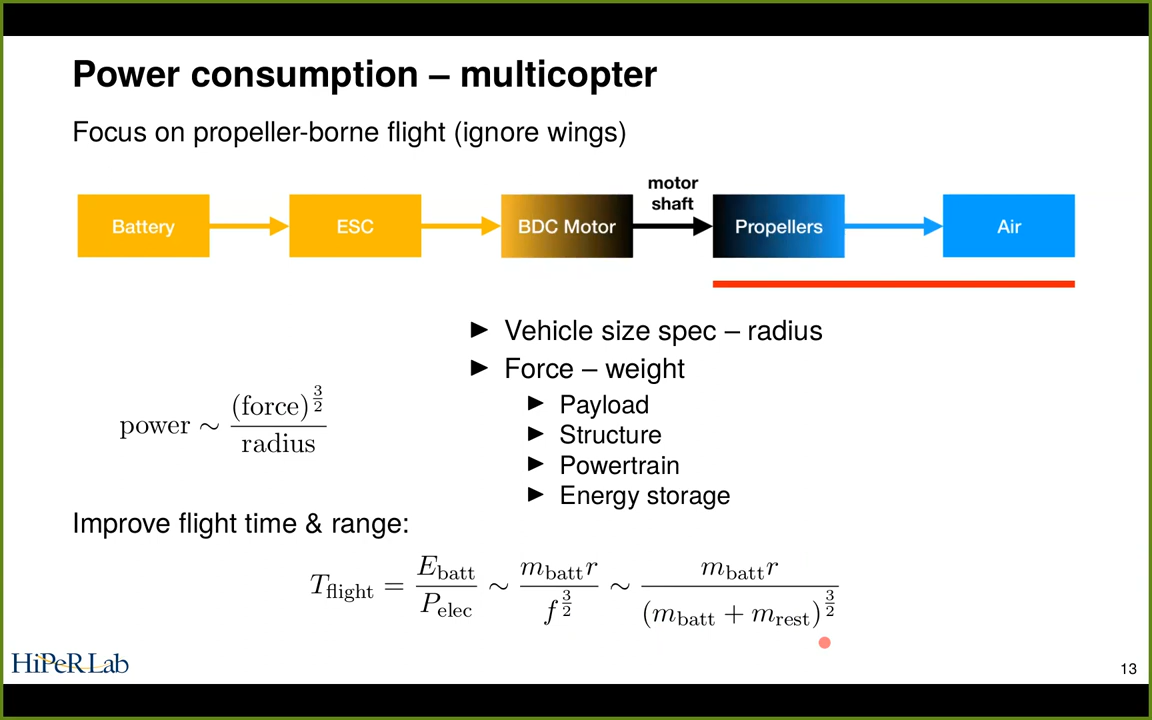 Power consumption – multicopter
Focus on propeller-borne flight (ignore wings)
motor
shaft
Battery
ESC
BDC Motor
Propellers
Air
▶ Vehicle size spec – radius
▶ Force – weight
▶ Payload
▶ Structure
▶ Powertrain
▶ Energy storage
power ∼ (force)^{3/2} / radius
Improve flight time & range:
T_flight = E_batt / P_elec ∼ m_batt r / f^{3/2} ∼ m_batt r / (m_batt + m_rest)^{3/2}
HiPeRLab
13